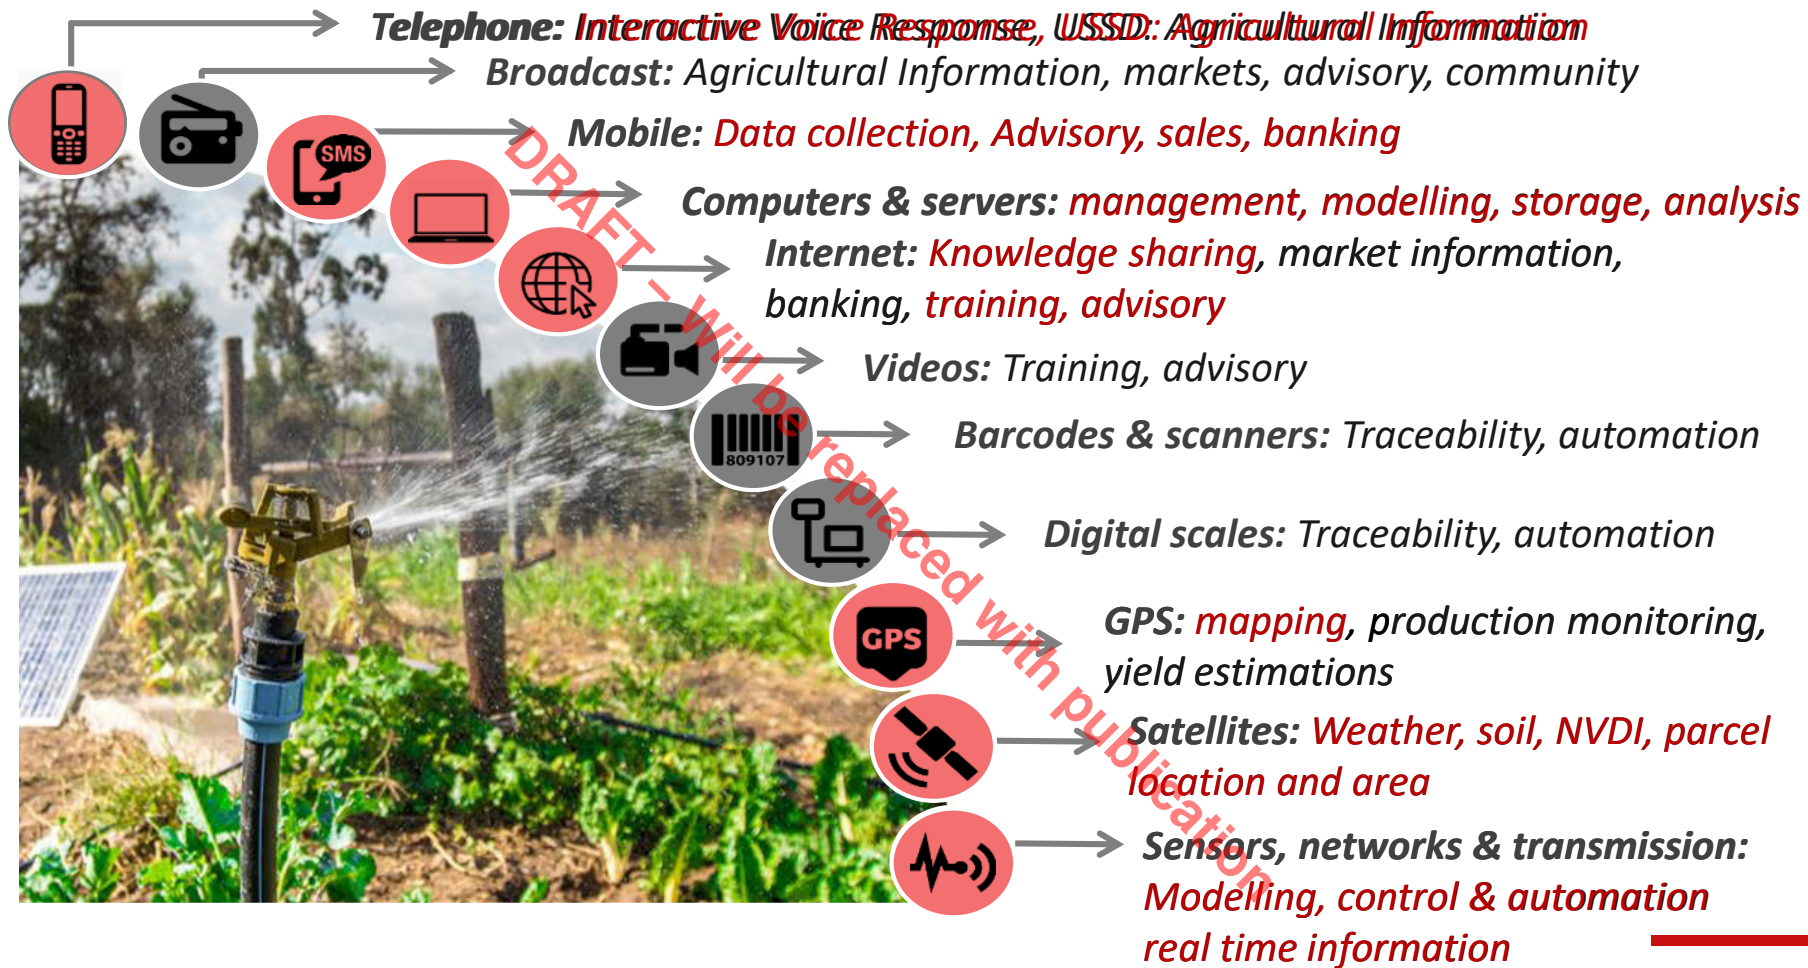 Telephone: Interactive Voice Response, USSD: Agricultural Information
Broadcast: Agricultural Information, markets, advisory, community
SMS
Mobile: Data collection, Advisory, sales, banking
Computers & servers: management, modelling, storage, analysis
Internet: Knowledge sharing, market information,
banking, training, advisory
Videos: Training, advisory
809107
Barcodes & scanners: Traceability, automation
Digital scales: Traceability, automation
GPS
GPS: mapping, production monitoring,
yield estimations
Satellites: Weather, soil, NVDI, parcel
location and area
Sensors, networks & transmission:
Modelling, control & automation
real time information
DRAFT – Will be replaced with publication